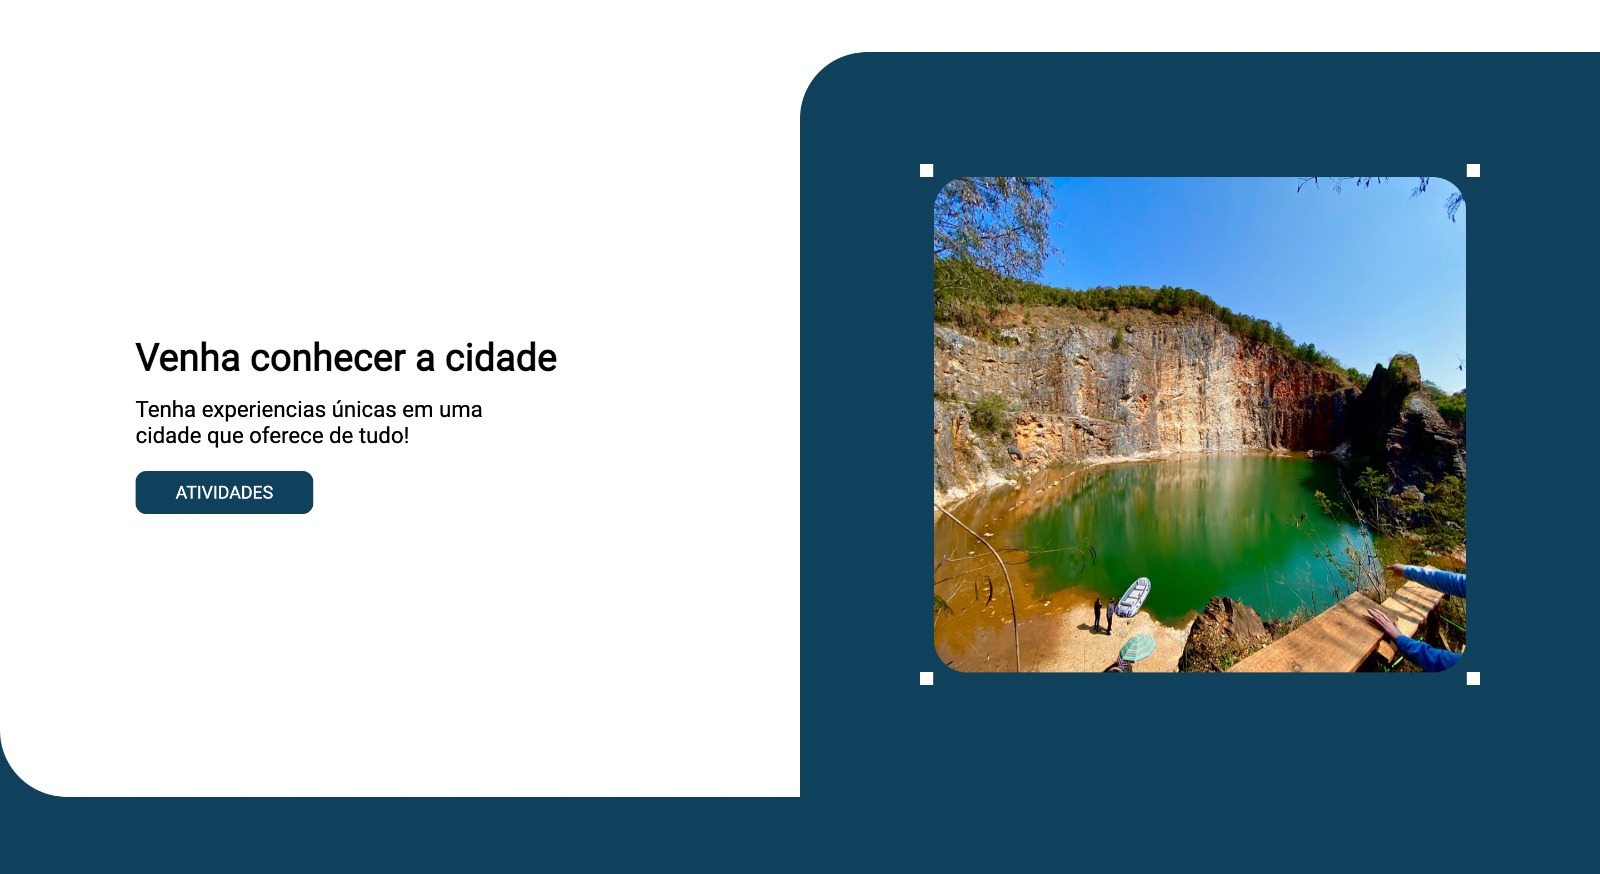 Venha conhecer a cidade
Tenha experiencias únicas em uma
cidade que oferece de tudo!
ATIVIDADES